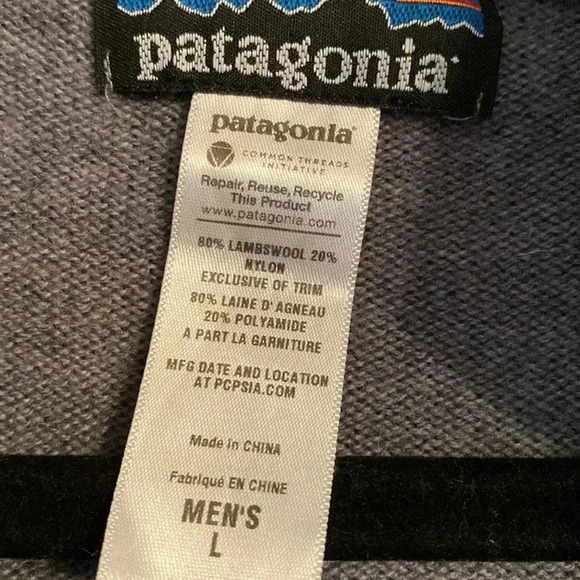 patagonia
patagonia
COMMON THREADS
INITIATIVE
Repair, Reuse, Recycle
This Product
www.patagonia.com
80% LAMBSWOOL 20%
NYLON
EXCLUSIVE OF TRIM
80% LAINE D'AGNEAU
20% POLYAMIDE
A PART LA GARNITURE
MFG DATE AND LOCATION
AT PCPSIA.COM
Made in CHINA
Fabriqué EN CHINE
MEN'S
L